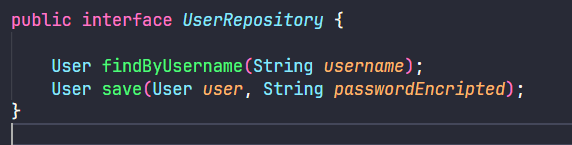 public interface UserRepository {
User findByUsername(String username);
User save(User user, String passwordEncripted);
}